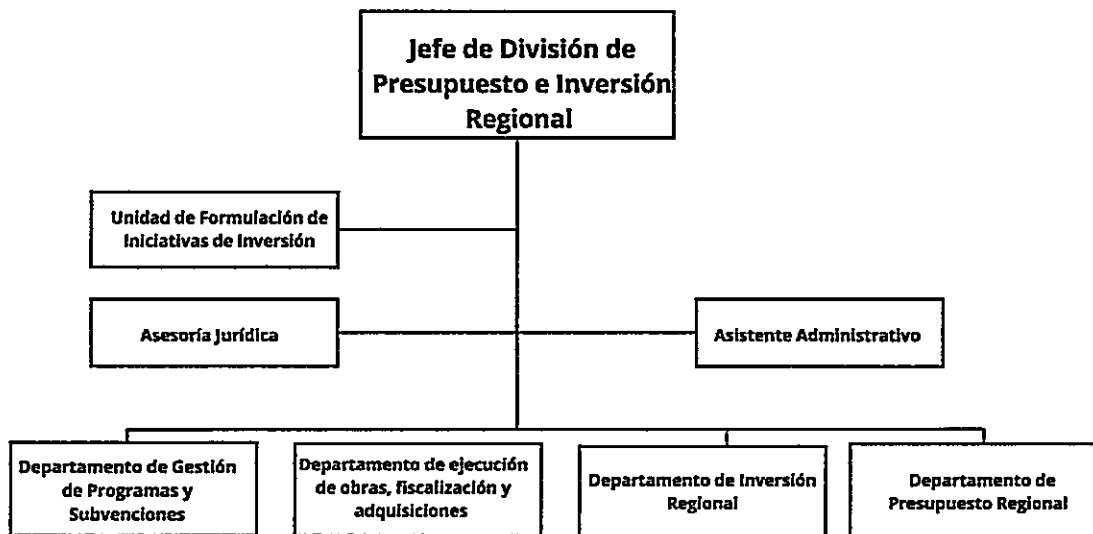 Jefe de División de
Presupuesto e Inversión
Regional
Unidad de Formulación de
Iniciativas de Inversión
Asesoría Jurídica
Asistente Administrativo
Departamento de Gestión
de Programas y
Subvenciones
Departamento de ejecución
de obras, fiscalización y
adquisiciones
Departamento de Inversión
Regional
Departamento de
Presupuesto Regional